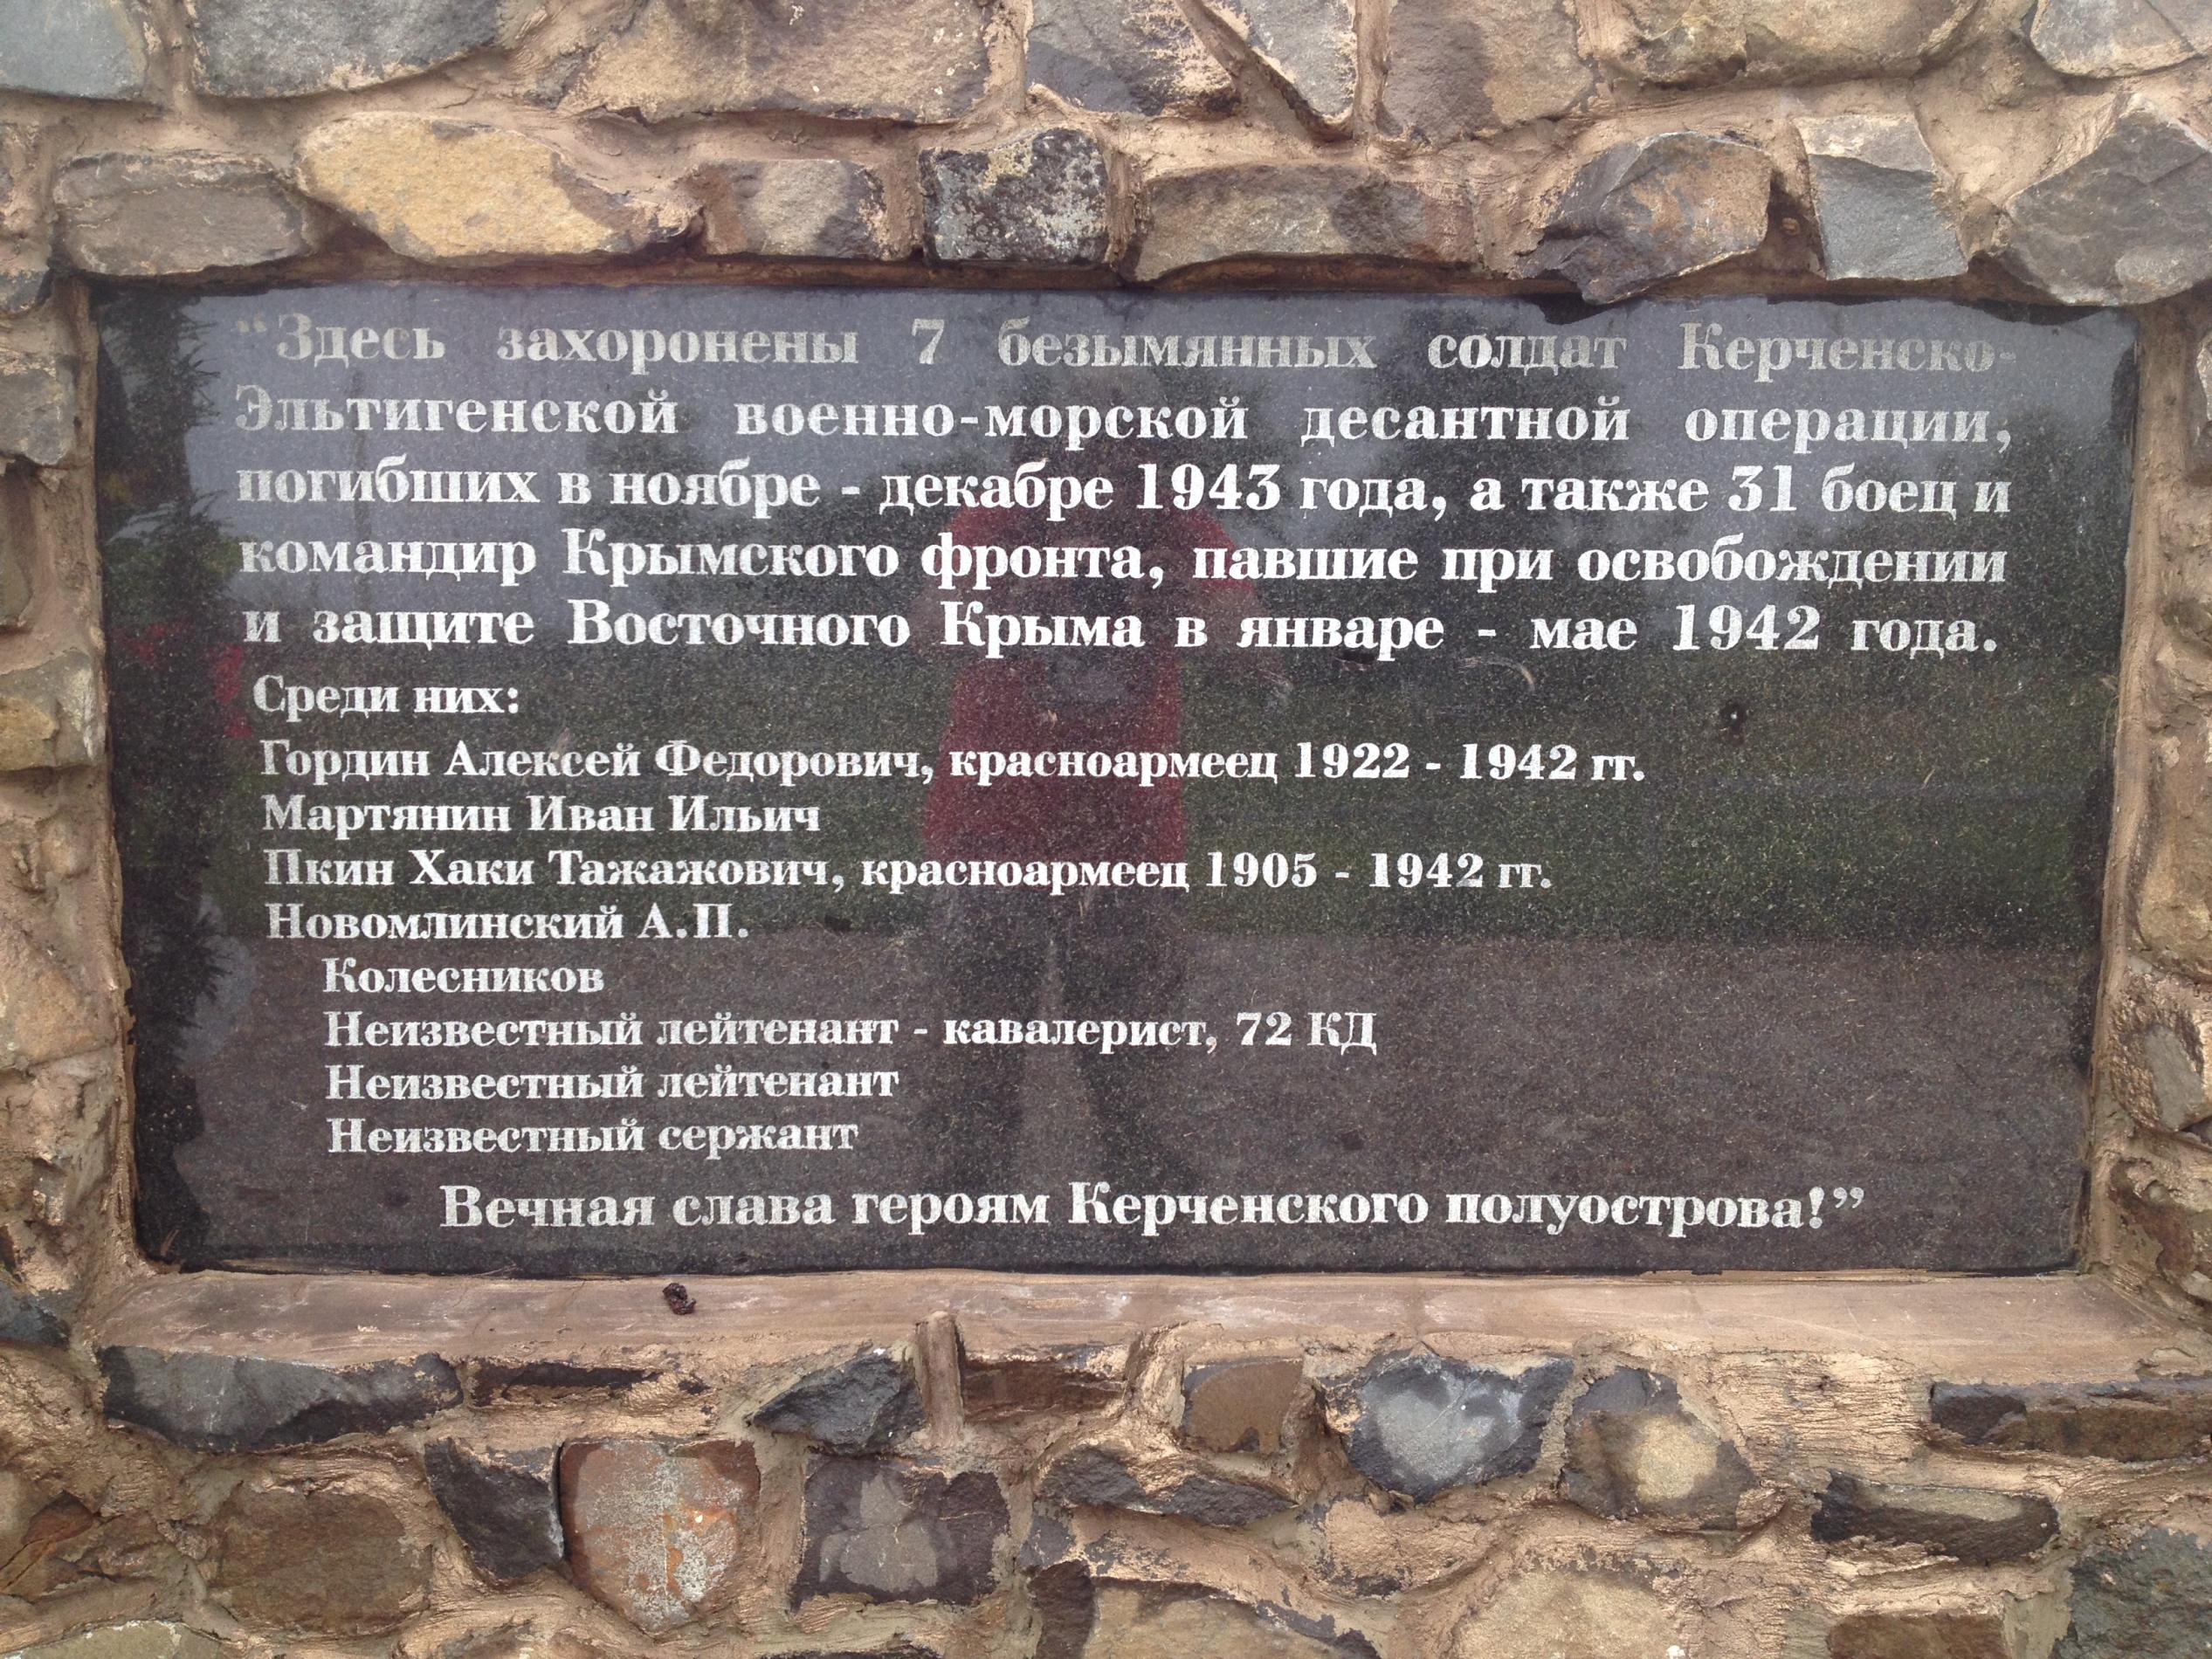 “Здесь захоронены 7 безымянных солдат Керченско-
Эльтигенской военно-морской десантной операции,
погибших в ноябре - декабре 1943 года, а также 31 боец и
командир Крымского фронта, павшие при освобождении
и защите Восточного Крыма в январе - мае 1942 года.
Среди них:
Гордин Алексей Федорович, красноармеец 1922 - 1942 гг.
Мартянин Иван Ильич
Пкин Хаки Тажажович, красноармеец 1905 - 1942 гг.
Новомлинский А.П.
Колесников
Неизвестный лейтенант - кавалерист, 72 КД
Неизвестный лейтенант
Неизвестный сержант
Вечная слава героям Керченского полуострова!”